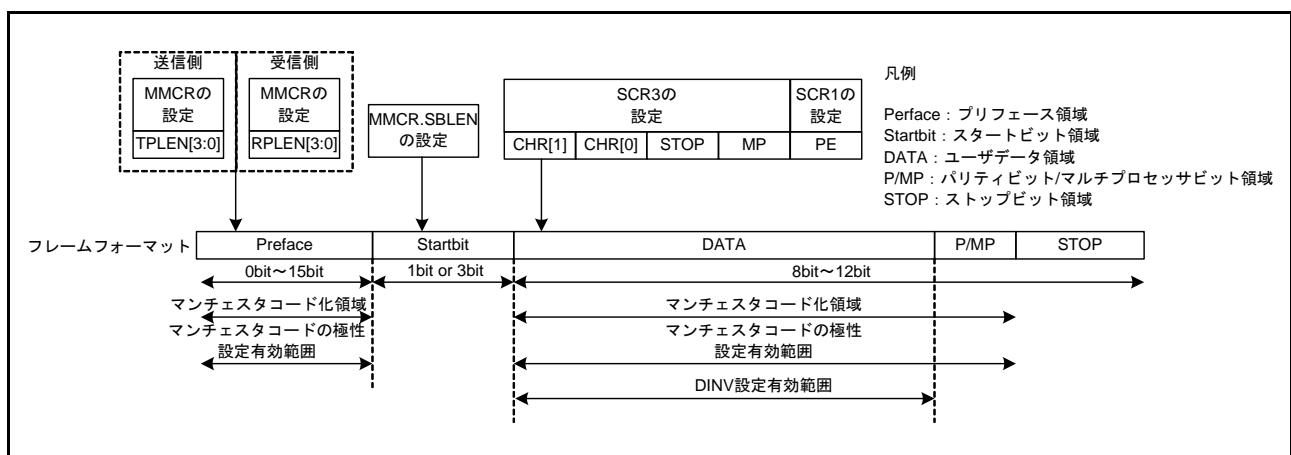 送信側
受信側
MMCRの
設定
TPLEN[3:0]
MMCRの
設定
RPLEN[3:0]
MMCR.SBLEN
の設定
SCR3の
設定
SCR1の
設定
CHR[1]
CHR[0]
STOP
MP
PE
凡例
Perface：プリフェース領域
Startbit：スタートビット領域
DATA：ユーザデータ領域
P/MP：パリティビット/マルチプロセッサビット領域
STOP：ストップビット領域
フレームフォーマット
Preface
Startbit
DATA
P/MP
STOP
0bit～15bit
1bit or 3bit
8bit～12bit
マンチェスタコード化領域
マンチェスタコード化領域
マンチェスタコードの極性
設定有効範囲
マンチェスタコードの極性
設定有効範囲
DINV設定有効範囲